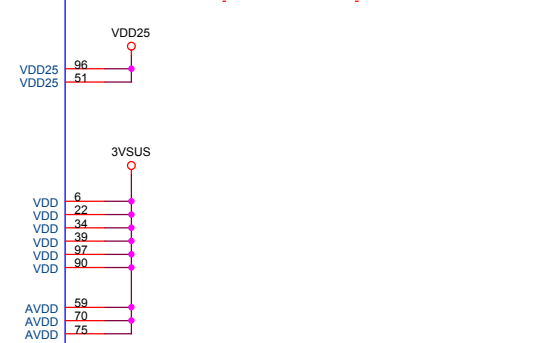 VDD25
VDD25 96
VDD25 51
3VSUS
VDD 6
VDD 22
VDD 34
VDD 39
VDD 97
VDD 90
AVDD 59
AVDD 70
AVDD 75